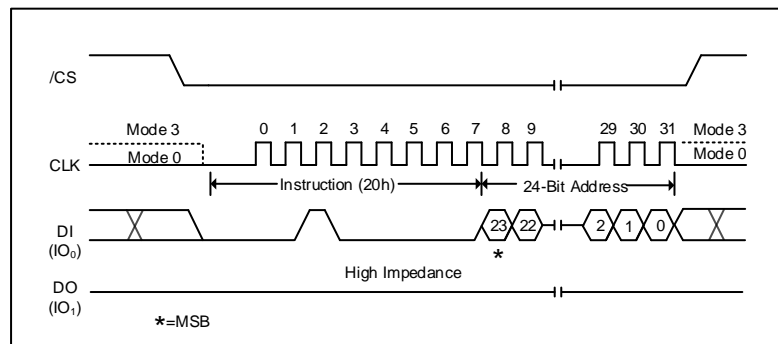 /CS
Mode 3 0 1 2 3 4 5 6 7 8 9 29 30 31 Mode 3
CLK Mode 0 Mode 0
Instruction (20h) 24-Bit Address
DI
(IO₀)
23 22 2 1 0
*
High Impedance
DO
(IO₁)
*=MSB